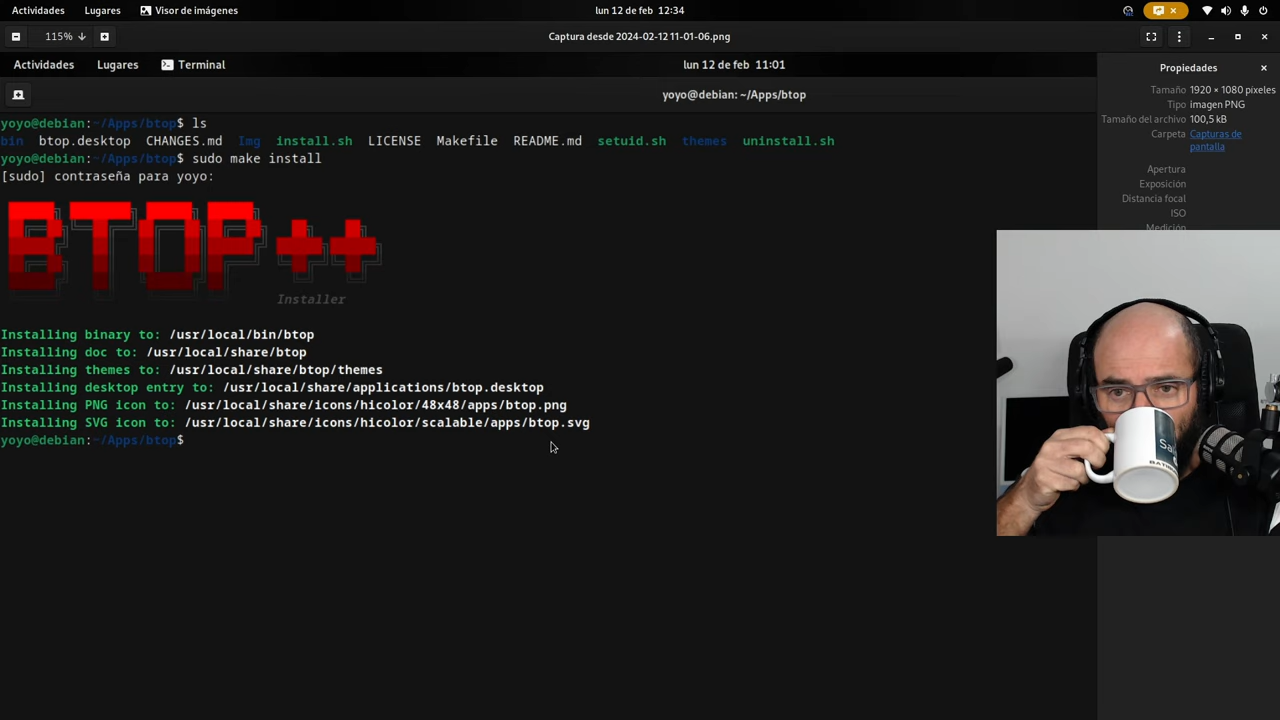 Actividades Lugares Visor de imágenes lun 12 de feb 12:34
115% Captura desde 2024-02-12 11-01-06.png
Actividades Lugares Terminal lun 12 de feb 11:01
yoyo@debian: ~/Apps/btop
yoyo@debian:~/Apps/btop$ ls
bin btop.desktop CHANGES.md Img install.sh LICENSE Makefile README.md setuid.sh themes uninstall.sh
yoyo@debian:~/Apps/btop$ sudo make install
[sudo] contraseña para yoyo:
BTOP++
Installer
Installing binary to: /usr/local/bin/btop
Installing doc to: /usr/local/share/btop
Installing themes to: /usr/local/share/btop/themes
Installing desktop entry to: /usr/local/share/applications/btop.desktop
Installing PNG icon to: /usr/local/share/icons/hicolor/48x48/apps/btop.png
Installing SVG icon to: /usr/local/share/icons/hicolor/scalable/apps/btop.svg
yoyo@debian:~/Apps/btop$
Propiedades
Tamaño 1920 × 1080 píxeles
Tipo imagen PNG
Tamaño del archivo 100,5 kB
Carpeta Capturas de
pantalla
Apertura
Exposición
Distancia focal
ISO
Medición